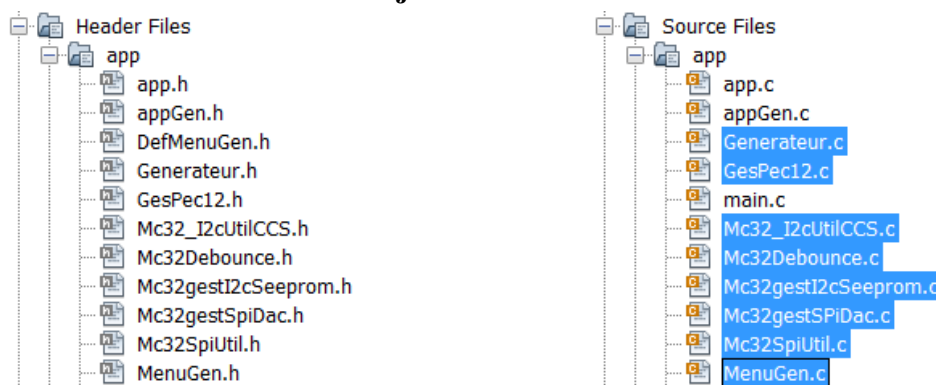 Header Files
app
app.h
appGen.h
DefMenuGen.h
Generateur.h
GesPec12.h
Mc32_I2cUtilCCS.h
Mc32Debounce.h
Mc32gestI2cSeeprom.h
Mc32gestSpiDac.h
Mc32SpiUtil.h
MenuGen.h
Source Files
app
app.c
appGen.c
Generateur.c
GesPec12.c
main.c
Mc32_I2cUtilCCS.c
Mc32Debounce.c
Mc32gestI2cSeeprom.c
Mc32gestSPiDac.c
Mc32SpiUtil.c
MenuGen.c